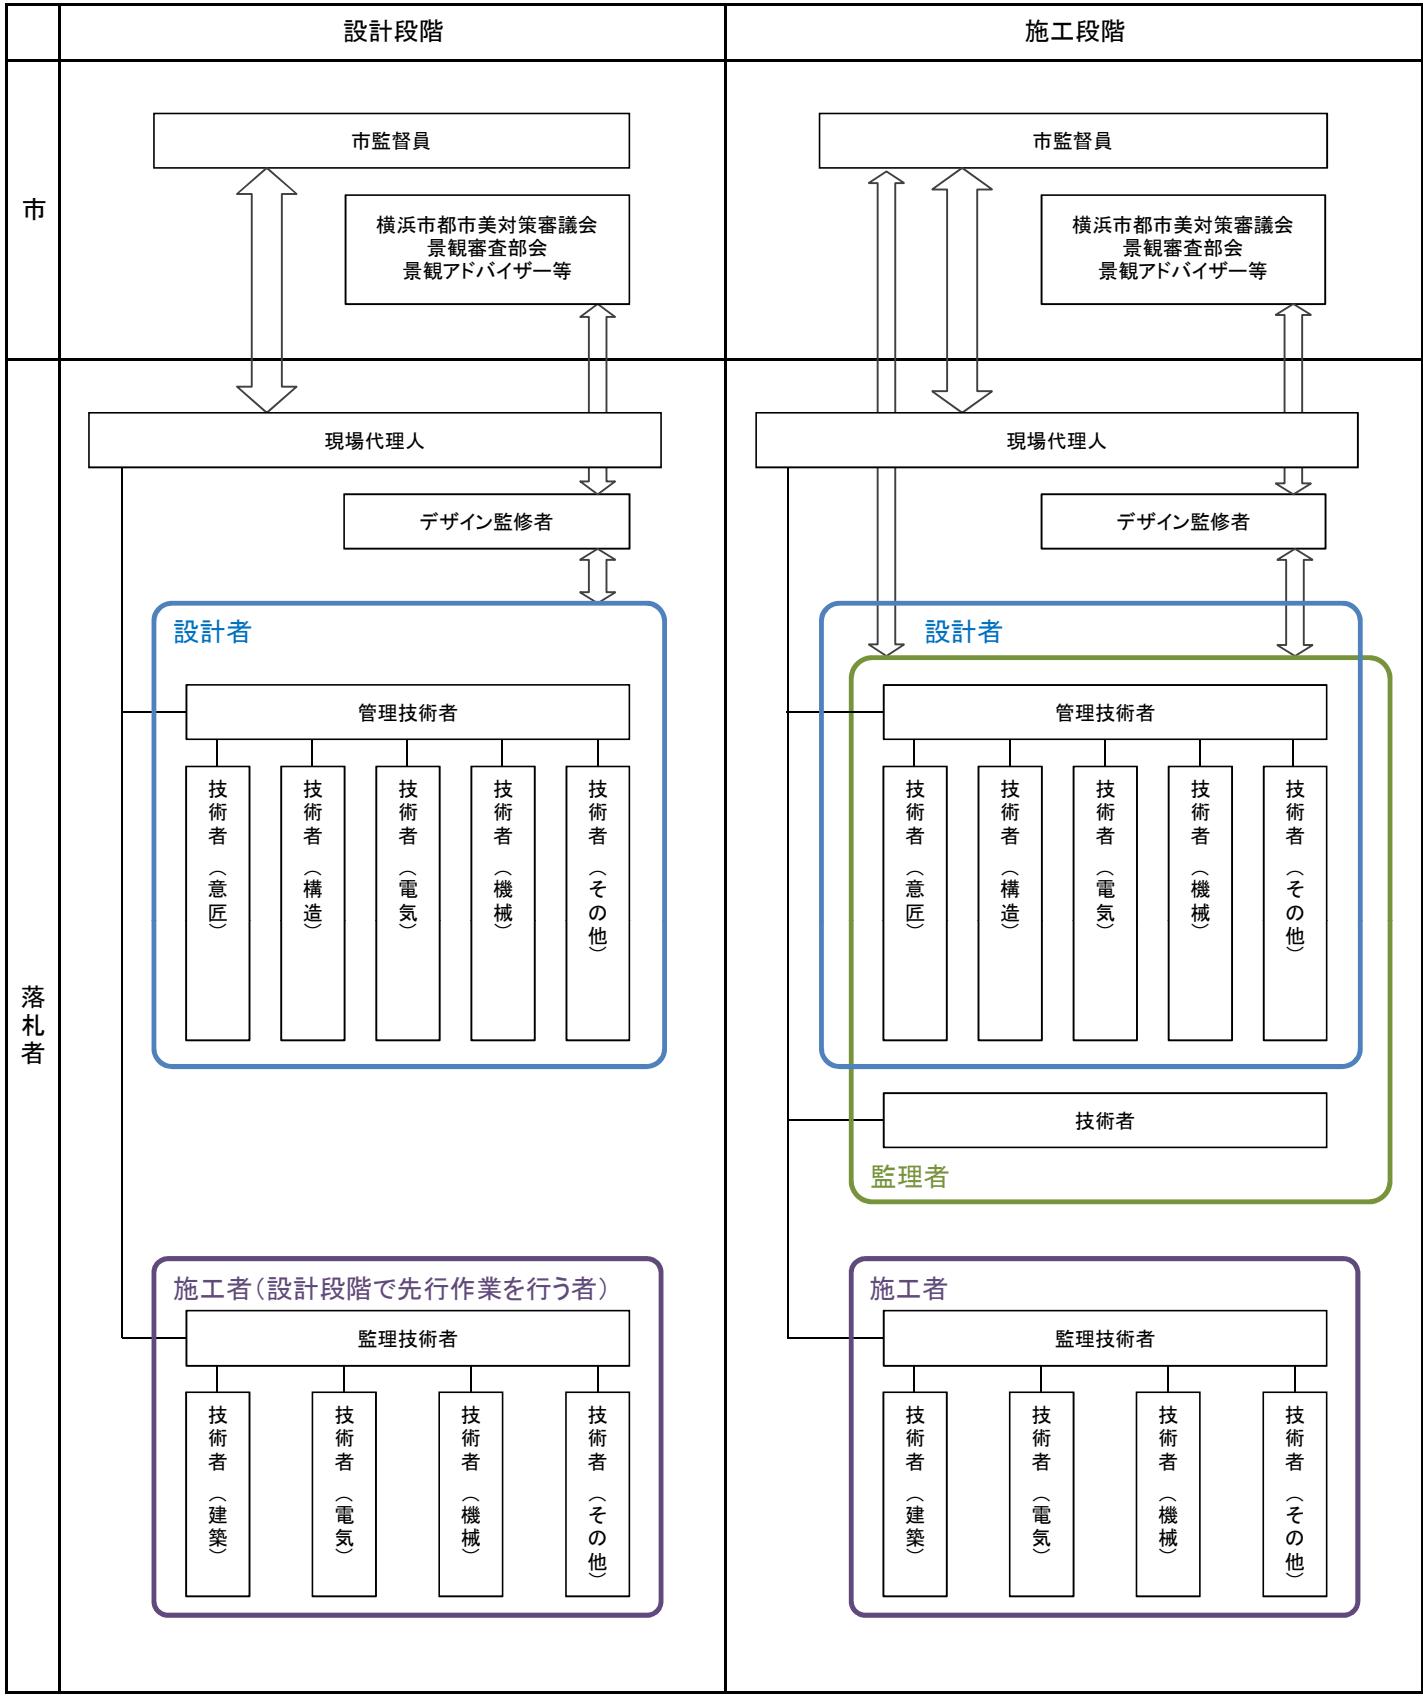 設計段階
施工段階
市
市監督員
横浜市都市美対策審議会
景観審査部会
景観アドバイザー等
市監督員
横浜市都市美対策審議会
景観審査部会
景観アドバイザー等
落札者
現場代理人
デザイン監修者
設計者
管理技術者
技術者（意匠）
技術者（構造）
技術者（電気）
技術者（機械）
技術者（その他）
施工者（設計段階で先行作業を行う者）
監理技術者
技術者（建築）
技術者（電気）
技術者（機械）
技術者（その他）
現場代理人
デザイン監修者
設計者
管理技術者
技術者（意匠）
技術者（構造）
技術者（電気）
技術者（機械）
技術者（その他）
技術者
監理者
施工者
監理技術者
技術者（建築）
技術者（電気）
技術者（機械）
技術者（その他）